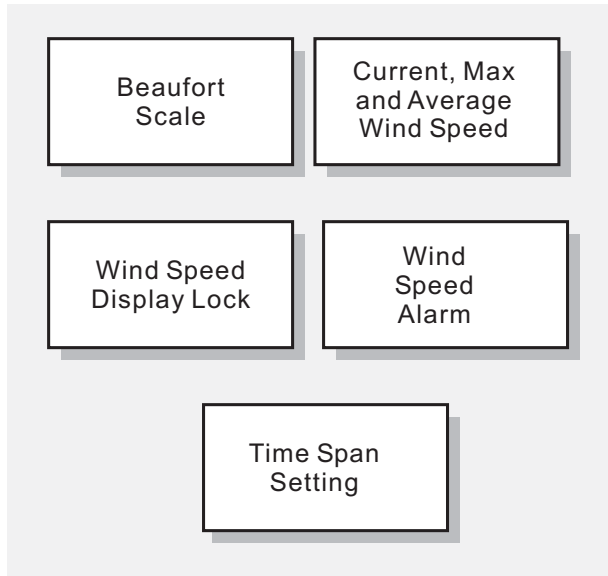 Beaufort
Scale
Current, Max
and Average
Wind Speed
Wind Speed
Display Lock
Wind
Speed
Alarm
Time Span
Setting